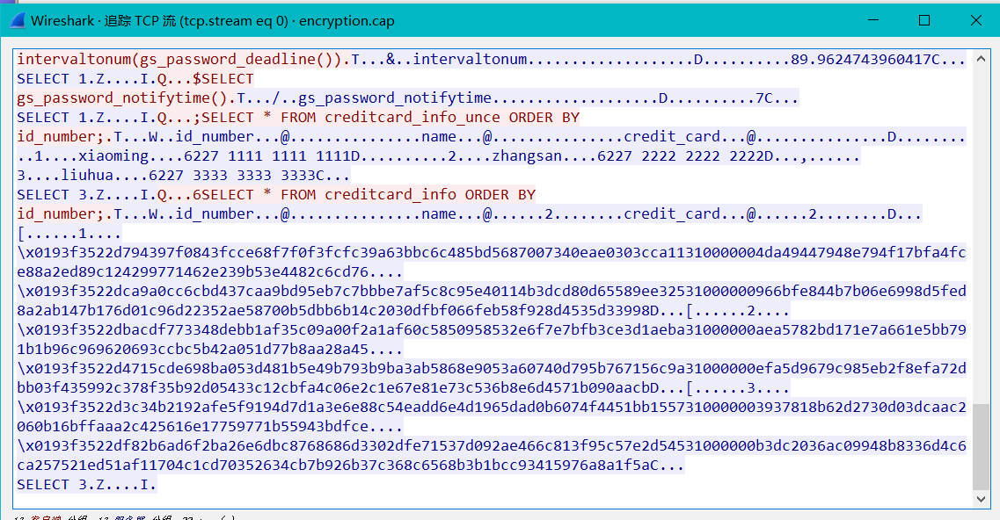 Wireshark · 追踪 TCP 流 (tcp.stream eq 0) · encryption.cap
intervaltonum(gs_password_deadline()).T...&..intervaltonum...................D..........89.9624743960417C...
SELECT 1.Z....I.Q...$SELECT
gs_password_notifytime().T.../..gs_password_notifytime...................D..........7C...
SELECT 1.Z....I.Q...;SELECT * FROM creditcard_info_unce ORDER BY
id_number;.T...W..id_number...@...............name...@...............credit_card...@...............D........
..1....xiaoming....6227 1111 1111 1111D..........2....zhangsan....6227 2222 2222 2222D...,......
3....liuhua....6227 3333 3333 3333C...
SELECT 3.Z....I.Q...6SELECT * FROM creditcard_info ORDER BY
id_number;.T...W..id_number...@...............name...@......2........credit_card...@......2........D...
[......1....
\x0193f3522d794397f0843fcce68f7f0f3fcfc39a63bbc6c485bd5687007340eae0303cca11310000004da49447948e794f17bfa4fc
e88a2ed89c124299771462e239b53e4482c6cd76....
\x0193f3522dca9a0cc6cbd437caa9bd95eb7c7bbbe7af5c8c95e40114b3dcd80d65589ee32531000000966bfe844b7b06e6998d5fed
8a2ab147b176d01c96d22352ae58700b5dbb6b14c2030dfbf066feb58f928d4535d33998D...[......2....
\x0193f3522dbacdf773348debb1af35c09a00f2a1af60c5850958532e6f7e7bfb3ce3d1aeba31000000aea5782bd171e7a661e5bb79
1b1b96c969620693ccbc5b42a051d77b8aa28a45....
\x0193f3522d4715cde698ba053d481b5e49b793b9ba3ab5868e9053a60740d795b767156c9a31000000efa5d9679c985eb2f8efa72d
bb03f435992c378f35b92d05433c12cbfa4c06e2c1e67e81e73c536b8e6d4571b090aacbD...[......3....
\x0193f3522d3c34b2192afe5f9194d7d1a3e6e88c54eadd6e4d1965dad0b6074f4451bb1557310000003937818b62d2730d03dcaac2
060b16bffaaa2c425616e17759771b55943bdfce....
\x0193f3522df82b6ad6f2ba26e6dbc8768686d3302dfe71537d092ae466c813f95c57e2d54531000000b3dc2036ac09948b8336d4c6
ca257521ed51af11704c1cd70352634cb7b926b37c368c6568b3b1bcc93415976a8a1f5aC...
SELECT 3.Z....I.